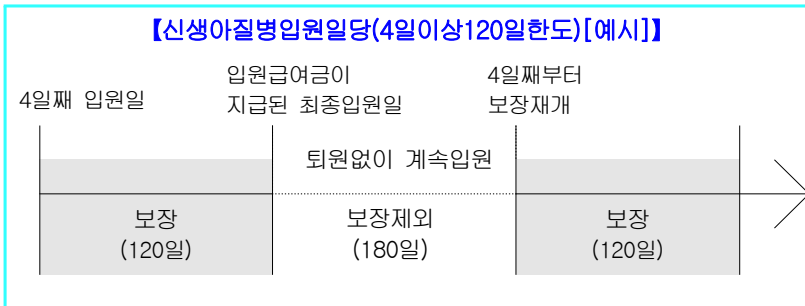 【신생아질병입원일당(4일이상120일한도)[예시]】
4일째 입원일
입원급여금이
지급된 최종입원일
4일째부터
보장재개
퇴원없이 계속입원
보장
(120일)
보장제외
(180일)
보장
(120일)